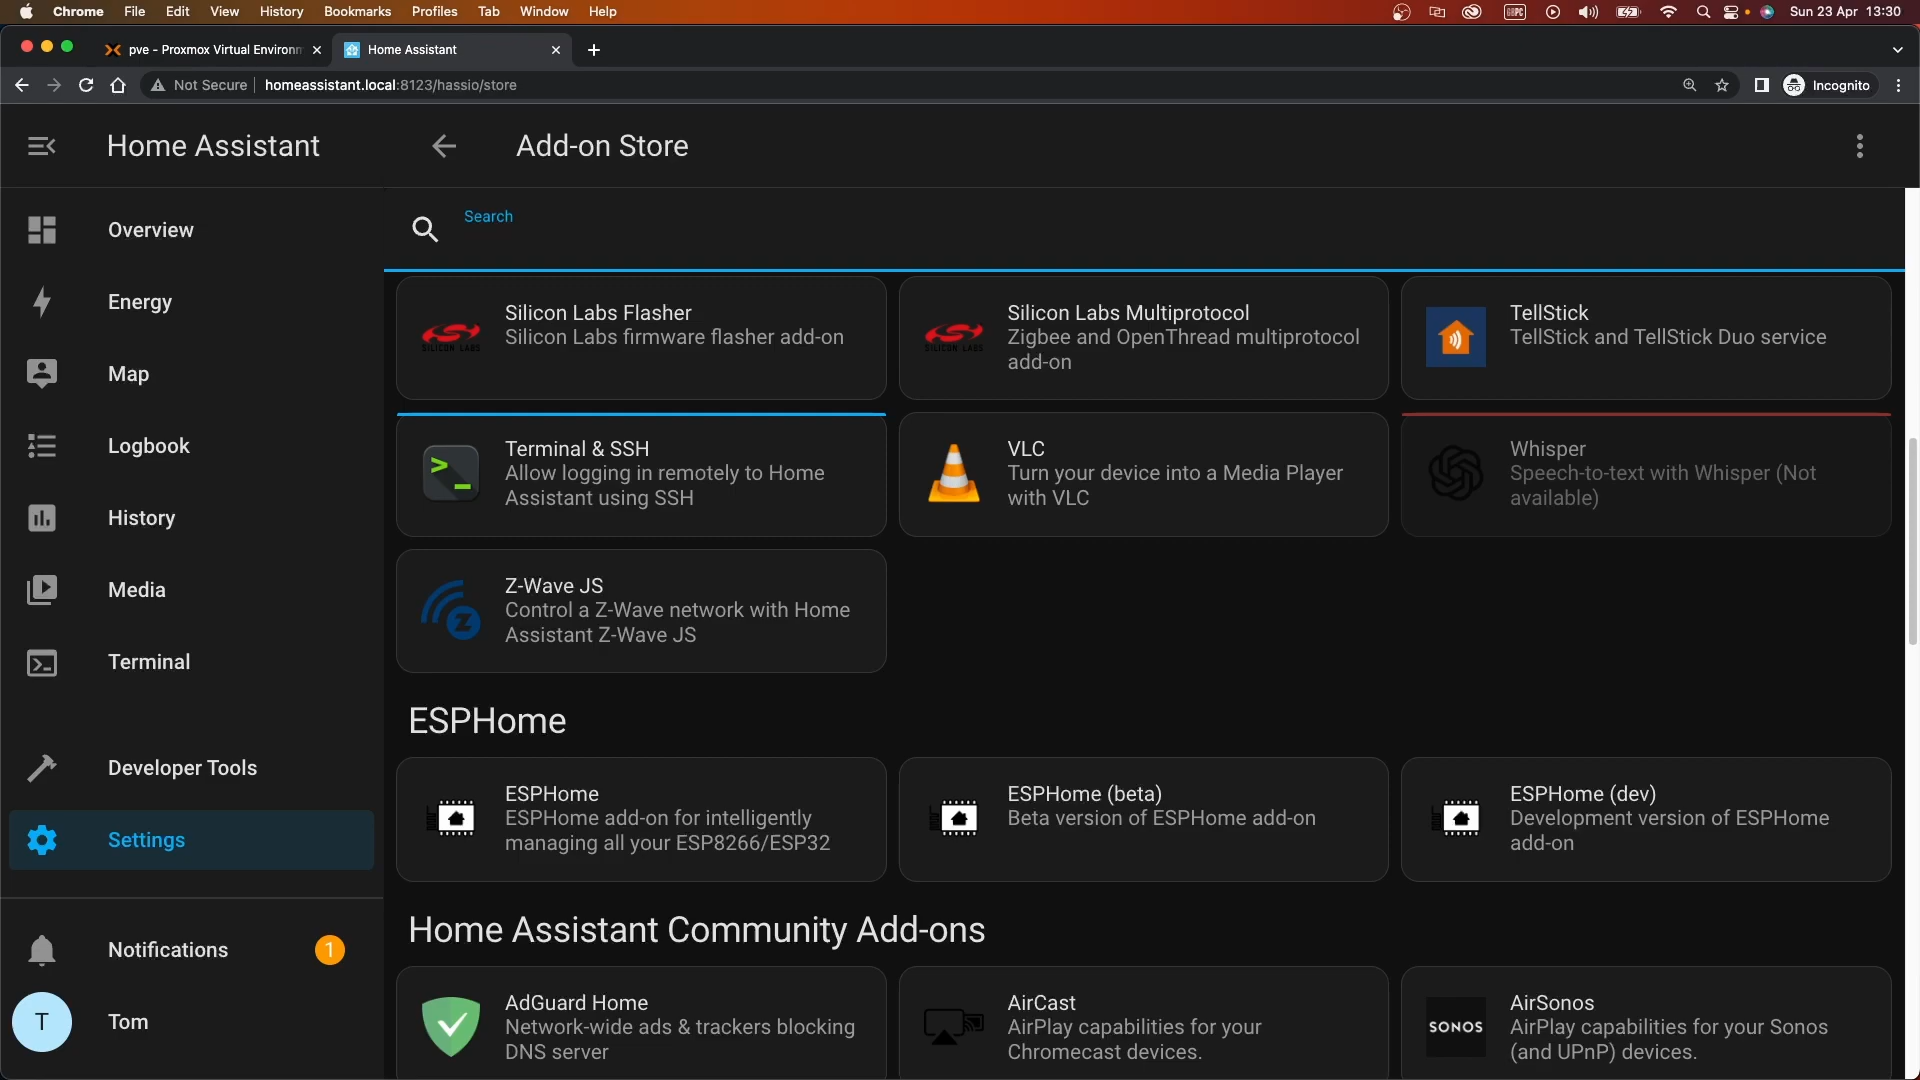 Chrome File Edit View History Bookmarks Profiles Tab Window Help
Sun 23 Apr 13:30
pve - Proxmox Virtual Environm
Home Assistant
Not Secure
homeassistant.local:8123/hassio/store
Incognito
Home Assistant
Add-on Store
Overview
Energy
Map
Logbook
History
Media
Terminal
Developer Tools
Settings
Notifications
1
T
Tom
Search
Silicon Labs Flasher
Silicon Labs firmware flasher add-on
SILICON LABS
Silicon Labs Multiprotocol
Zigbee and OpenThread multiprotocol
add-on
SILICON LABS
TellStick
TellStick and TellStick Duo service
Terminal & SSH
Allow logging in remotely to Home
Assistant using SSH
VLC
Turn your device into a Media Player
with VLC
Whisper
Speech-to-text with Whisper (Not
available)
Z-Wave JS
Control a Z-Wave network with Home
Assistant Z-Wave JS
Z
ESPHome
ESPHome
ESPHome add-on for intelligently
managing all your ESP8266/ESP32
ESPHome (beta)
Beta version of ESPHome add-on
ESPHome (dev)
Development version of ESPHome
add-on
Home Assistant Community Add-ons
AdGuard Home
Network-wide ads & trackers blocking
DNS server
AirCast
AirPlay capabilities for your
Chromecast devices.
SONOS
AirSonos
AirPlay capabilities for your Sonos
(and UPnP) devices.